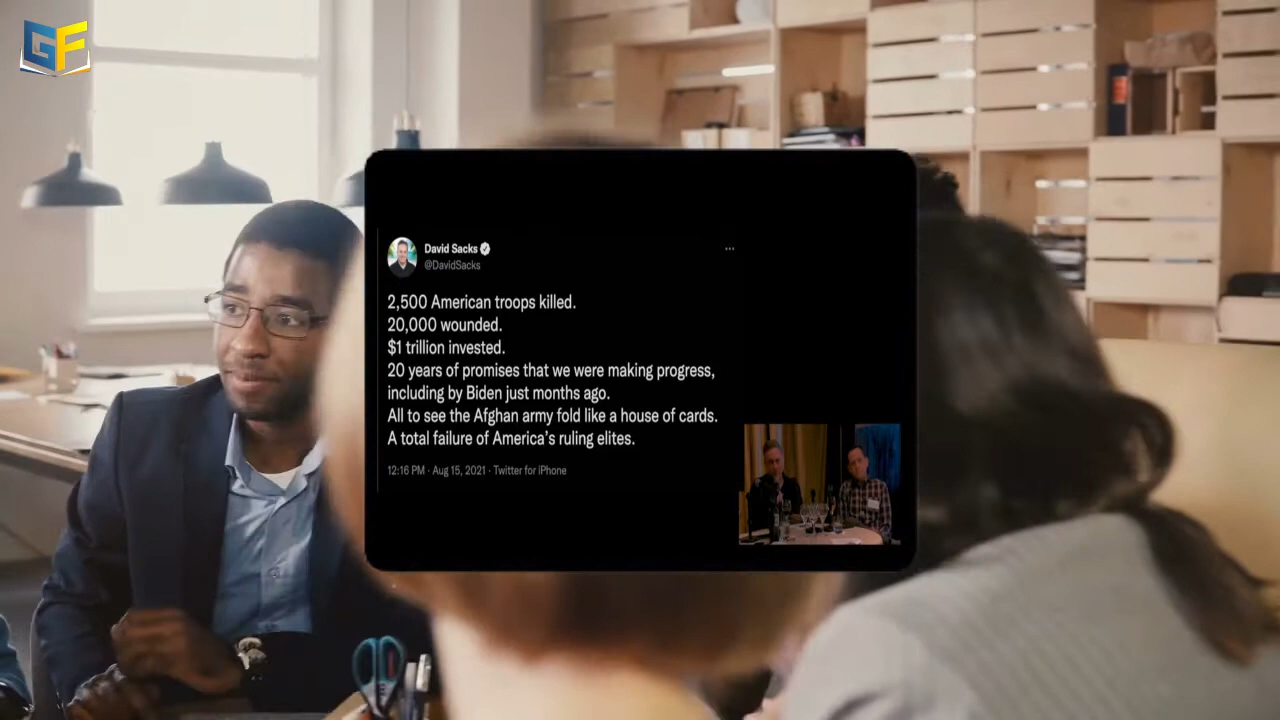 GF
David Sacks
@DavidSacks
2,500 American troops killed.
20,000 wounded.
$1 trillion invested.
20 years of promises that we were making progress,
including by Biden just months ago.
All to see the Afghan army fold like a house of cards.
A total failure of America's ruling elites.
12:16 PM · Aug 15, 2021 · Twitter for iPhone